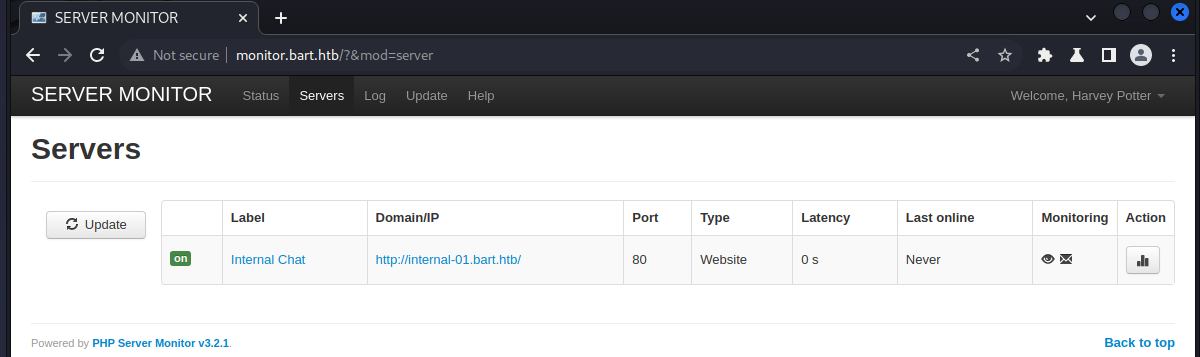 SERVER MONITOR
Not secure monitor.bart.htb/?&mod=server
SERVER MONITOR Status Servers Log Update Help Welcome, Harvey Potter
Servers
Update
Label Domain/IP Port Type Latency Last online Monitoring Action
on Internal Chat http://internal-01.bart.htb/ 80 Website 0 s Never
Powered by PHP Server Monitor v3.2.1. Back to top